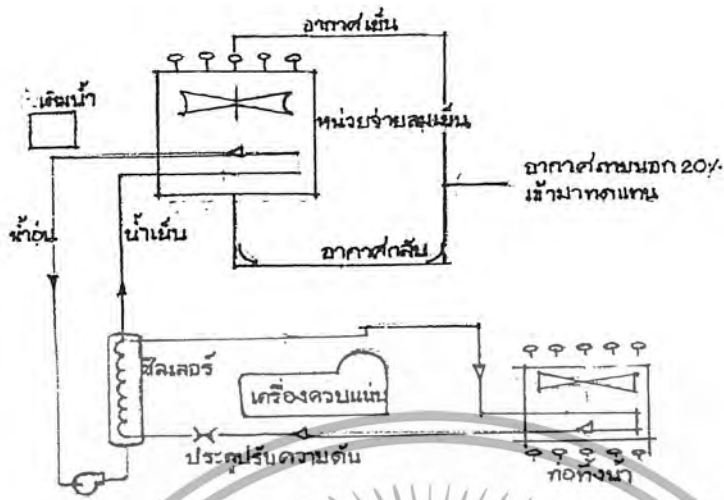 อากาศเย็น
เติมน้ำ
หน่วยจ่ายลมเย็น
อากาศภายนอก 20%
เข้ามาทดแทน
น้ำอุ่น
น้ำเย็น
อากาศกลับ
ชิลเลอร์
เครื่องควบแน่น
ประตูปรับความดัน
ท่อทิ้งน้ำ